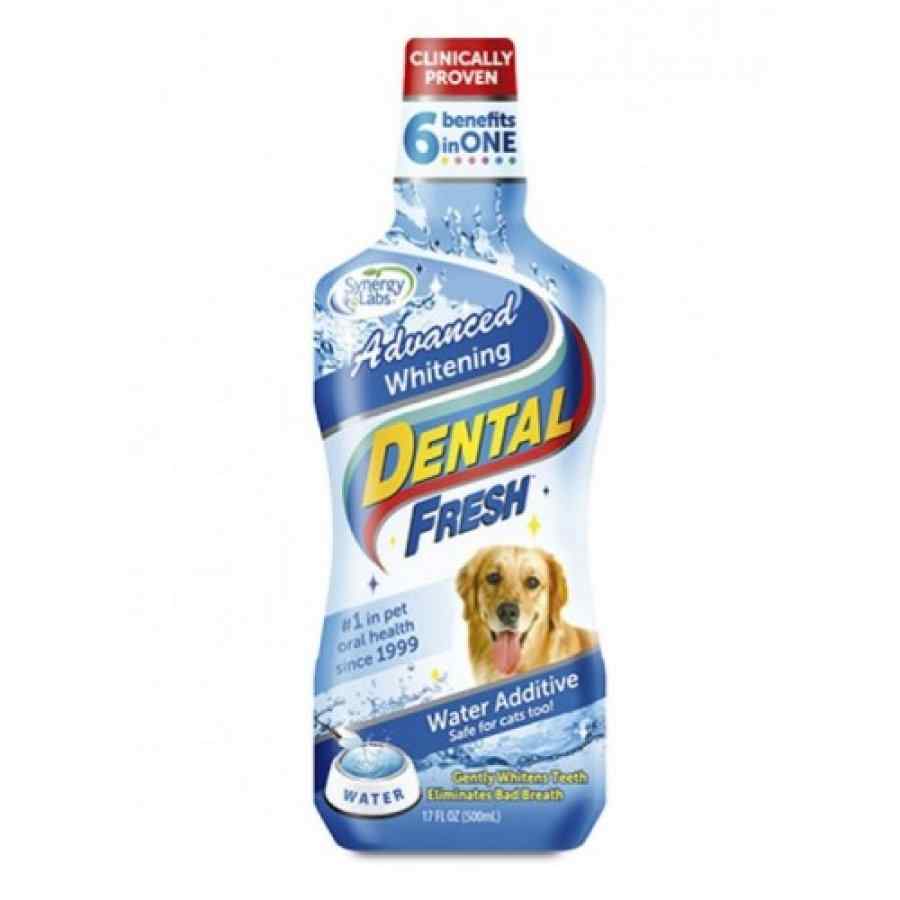 CLINICALLY
PROVEN
6 benefits
in ONE
Synergy
Labs
Advanced
Whitening
DENTAL
FRESH
#1 in pet
oral health
since 1999
Water Additive
Safe for cats too!
WATER
Gently Whitens Teeth
Eliminates Bad Breath
17 FL OZ (500mL)